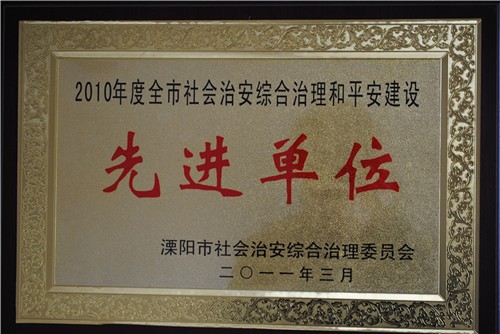 2010年度全市社会治安综合治理和平安建设
先进单位
溧阳市社会治安综合治理委员会
二〇一一年三月